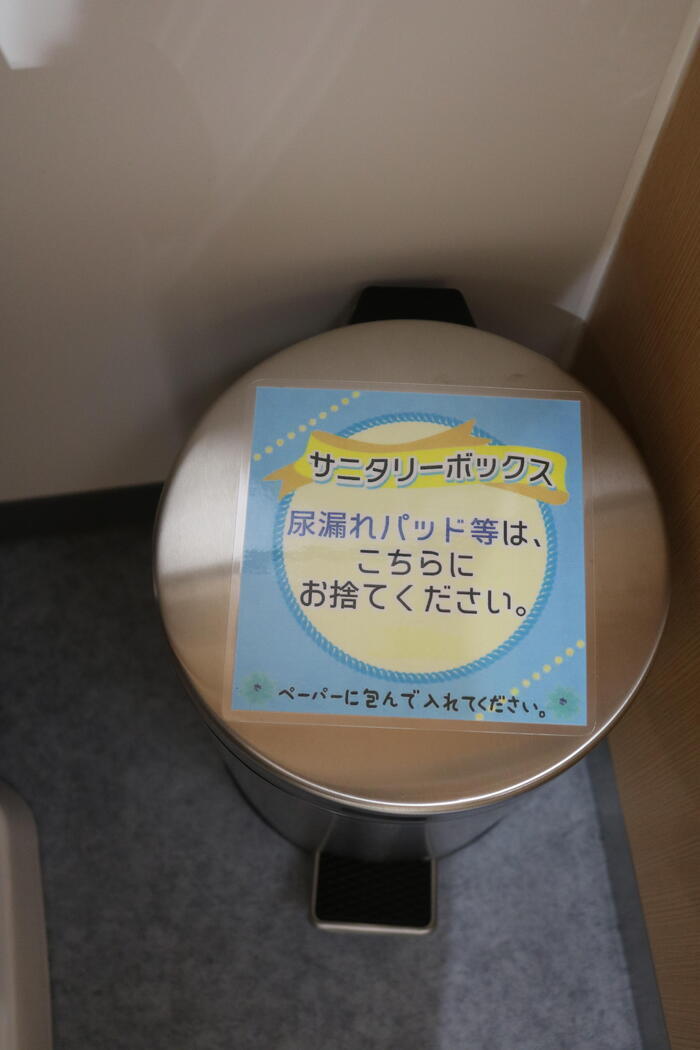 サニタリーボックス
尿漏れパッド等は、
こちらに
お捨てください。
ペーパーに包んで入れてください。